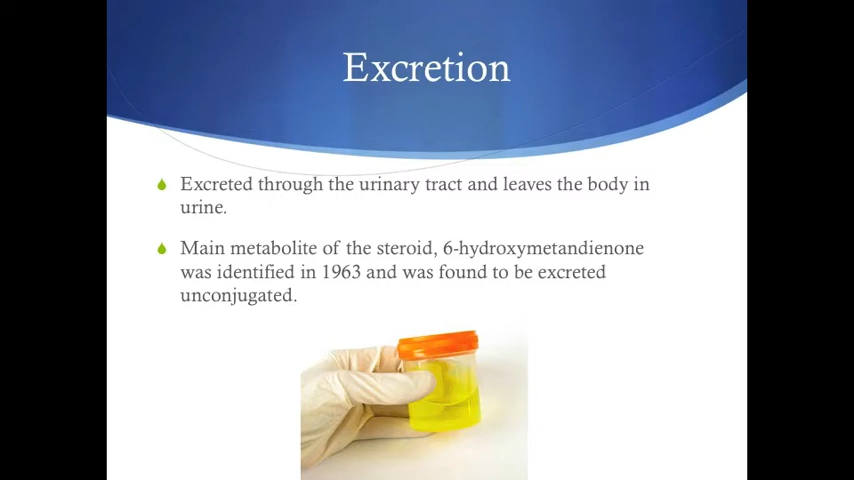 Excretion
Excreted through the urinary tract and leaves the body in
urine.
Main metabolite of the steroid, 6-hydroxymetandienone
was identified in 1963 and was found to be excreted
unconjugated.